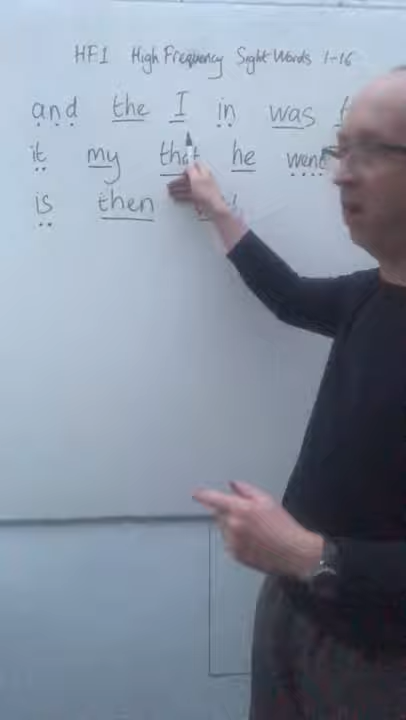 HF1 High Frequency Sight Words 1-16
and the I in was
it my that he went
is then